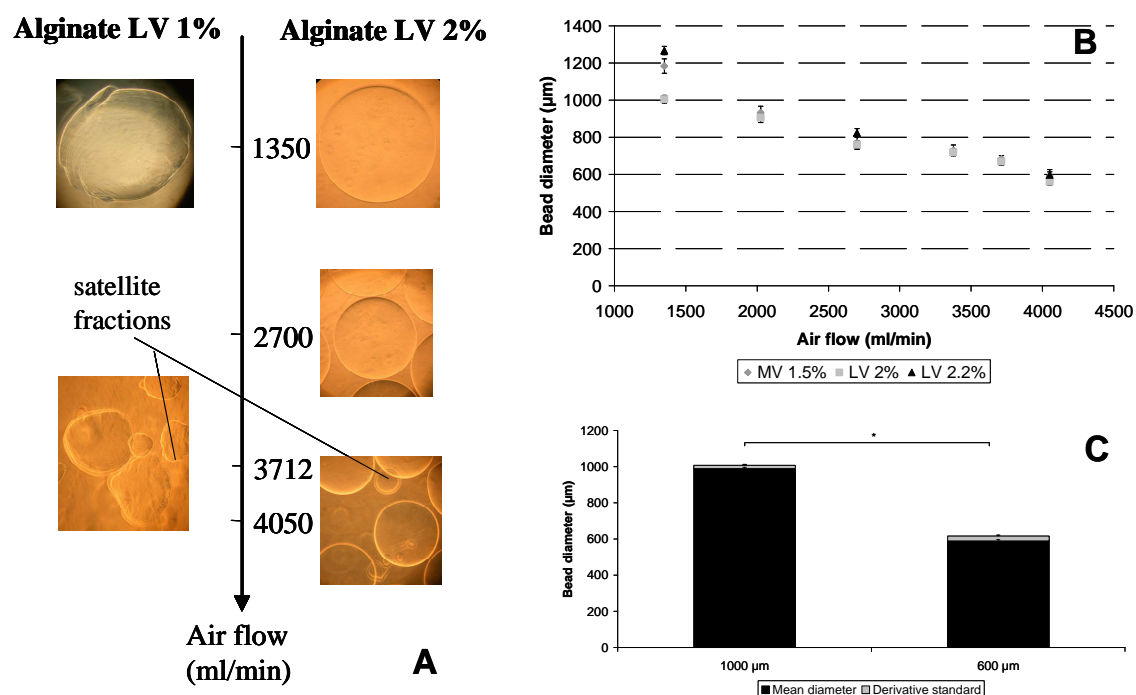 Alginate LV 1%
Alginate LV 2%
1350
satellite
fractions
2700
3712
4050
Air flow
(ml/min)
A
B
1400
1200
1000
800
600
400
200
0
Bead diameter (µm)
1000 1500 2000 2500 3000 3500 4000 4500
Air flow (ml/min)
MV 1.5% LV 2% LV 2.2%
C
*
1200
1000
800
600
400
200
0
Bead diameter (µm)
1000 µm 600 µm
Mean diameter Derivative standard